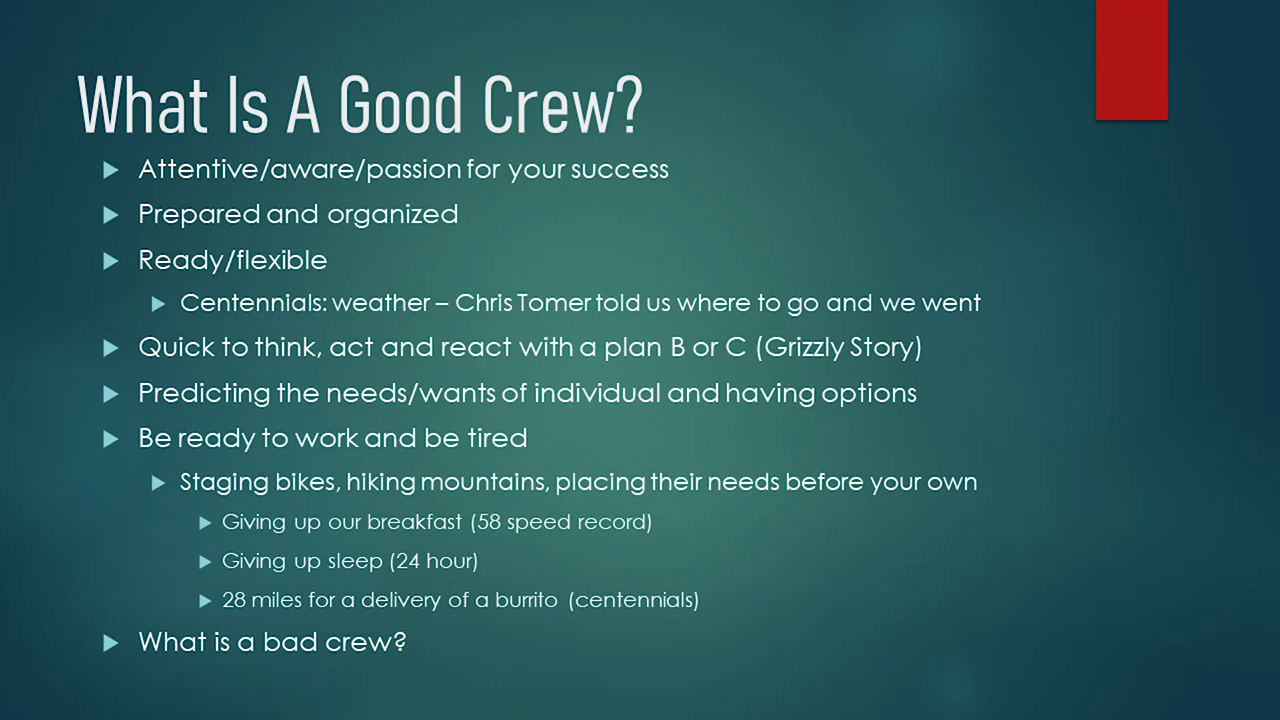 What Is A Good Crew?
Attentive/aware/passion for your success
Prepared and organized
Ready/flexible
Centennials: weather – Chris Tomer told us where to go and we went
Quick to think, act and react with a plan B or C (Grizzly Story)
Predicting the needs/wants of individual and having options
Be ready to work and be tired
Staging bikes, hiking mountains, placing their needs before your own
Giving up our breakfast (58 speed record)
Giving up sleep (24 hour)
28 miles for a delivery of a burrito (centennials)
What is a bad crew?